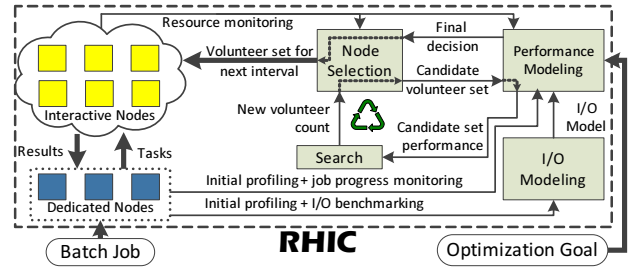 Resource monitoring
Final
decision
Volunteer set for
next interval
Node
Selection
Performance
Modeling
Candidate
volunteer set
Interactive Nodes
New volunteer
count
I/O
Model
Candidate set
performance
Results
Tasks
Search
I/O
Modeling
Initial profiling + job progress monitoring
Dedicated Nodes
Initial profiling + I/O benchmarking
Batch Job
RHIC
Optimization Goal